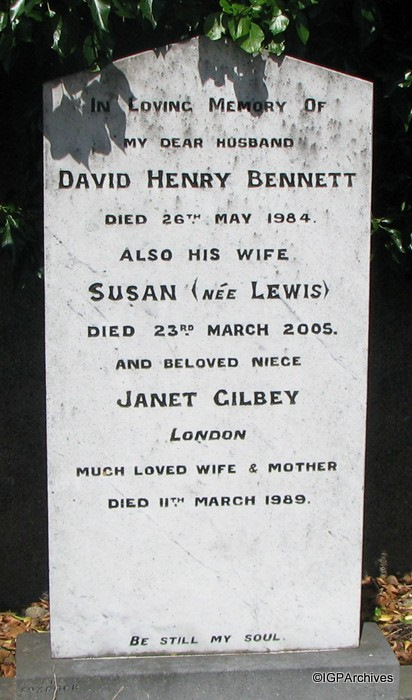 In Loving Memory Of
MY DEAR HUSBAND
DAVID HENRY BENNETT
DIED 26TH MAY 1984.
ALSO HIS WIFE
SUSAN (NÉE LEWIS)
DIED 23RD MARCH 2005.
AND BELOVED NIECE
JANET GILBEY
LONDON
MUCH LOVED WIFE & MOTHER
DIED 11TH MARCH 1989.
BE STILL MY SOUL.
©IGPArchives